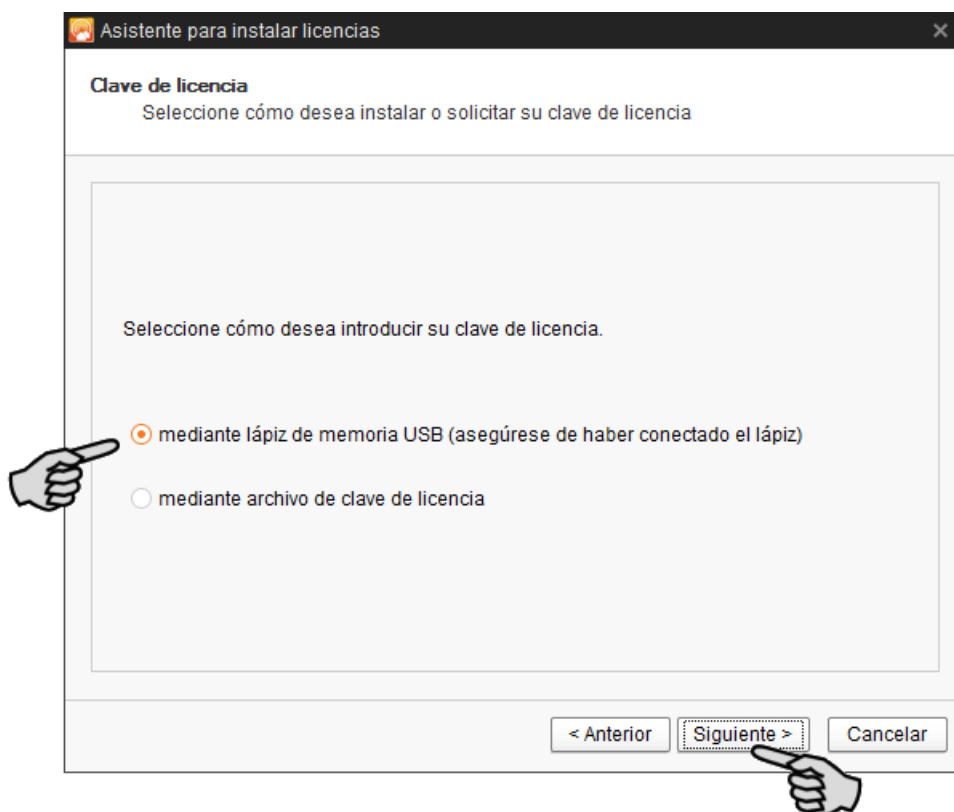 Asistente para instalar licencias
Clave de licencia
Seleccione cómo desea instalar o solicitar su clave de licencia
Seleccione cómo desea introducir su clave de licencia.
mediante lápiz de memoria USB (asegúrese de haber conectado el lápiz)
mediante archivo de clave de licencia
< Anterior Siguiente > Cancelar